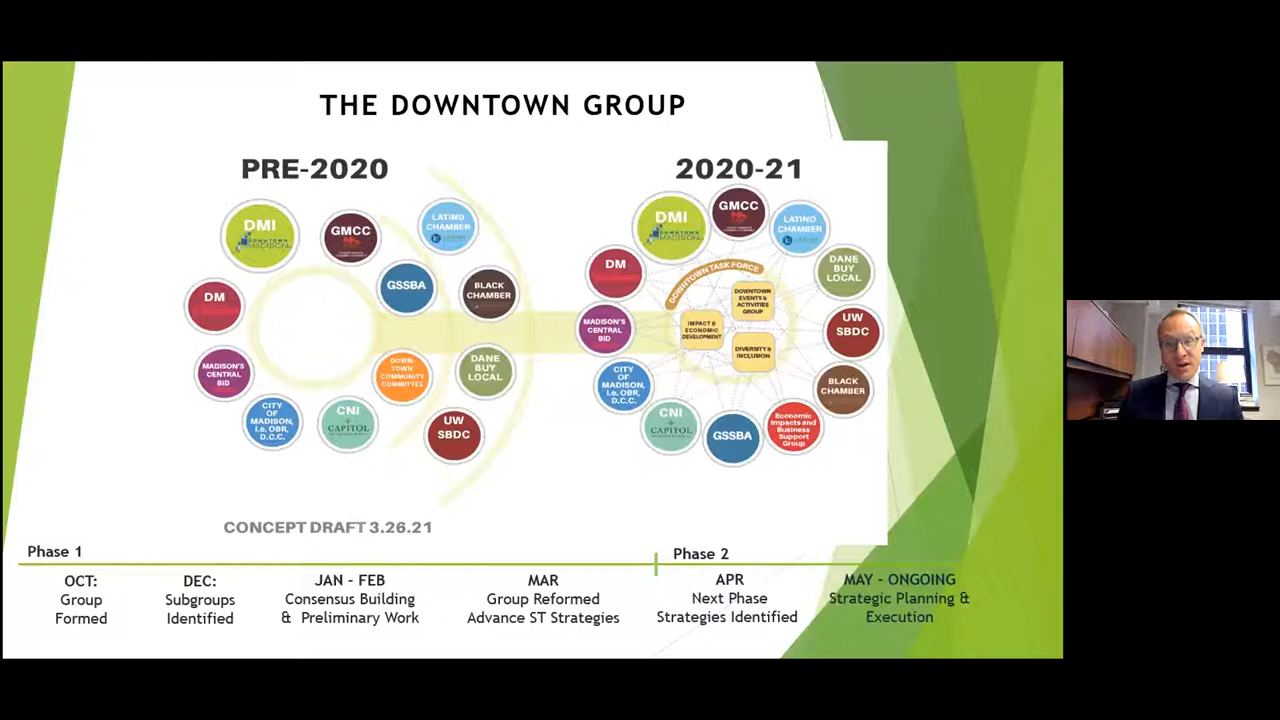 THE DOWNTOWN GROUP
PRE-2020
DMI
DOWNTOWN
MADISON
GMCC
LATINO
CHAMBER
DM
GSSBA
BLACK
CHAMBER
MADISON'S
CENTRAL
BID
DOWN-
TOWN
COMMUNITY
COMMITTEE
DANE
BUY
LOCAL
CITY
OF
MADISON,
i.e. OBR,
D.C.C.
CNI
CAPITOL
UW
SBDC
CONCEPT DRAFT 3.26.21
2020-21
DMI
DOWNTOWN
MADISON
GMCC
LATINO
CHAMBER
DM
DANE
BUY
LOCAL
DOWNTOWN TASK FORCE
DOWNTOWN
EVENTS &
ACTIVITIES
GROUP
IMPACT &
ECONOMIC
DEVELOPMENT
DIVERSITY &
INCLUSION
MADISON'S
CENTRAL
BID
UW
SBDC
CITY
OF
MADISON,
i.e. OBR,
D.C.C.
BLACK
CHAMBER
CNI
CAPITOL
GSSBA
Economic
Impacts and
Business
Support
Group
Phase 1
Phase 2
OCT:
Group
Formed
DEC:
Subgroups
Identified
JAN - FEB
Consensus Building
& Preliminary Work
MAR
Group Reformed
Advance ST Strategies
APR
Next Phase
Strategies Identified
MAY - ONGOING
Strategic Planning &
Execution